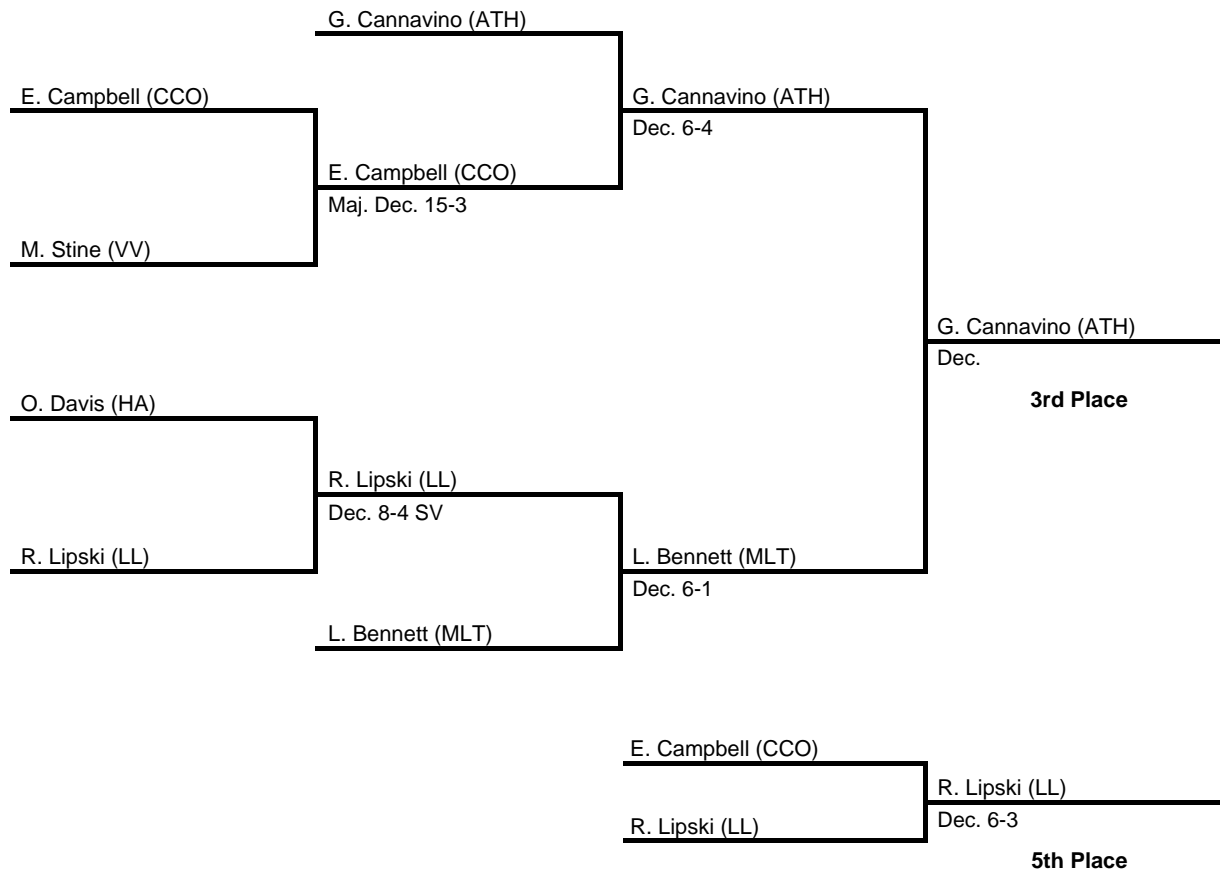 G. Cannavino (ATH)
E. Campbell (CCO)
G. Cannavino (ATH)
Dec. 6-4
E. Campbell (CCO)
Maj. Dec. 15-3
M. Stine (VV)
G. Cannavino (ATH)
Dec.
3rd Place
O. Davis (HA)
R. Lipski (LL)
Dec. 8-4 SV
R. Lipski (LL)
L. Bennett (MLT)
Dec. 6-1
L. Bennett (MLT)
E. Campbell (CCO)
R. Lipski (LL)
Dec. 6-3
R. Lipski (LL)
5th Place